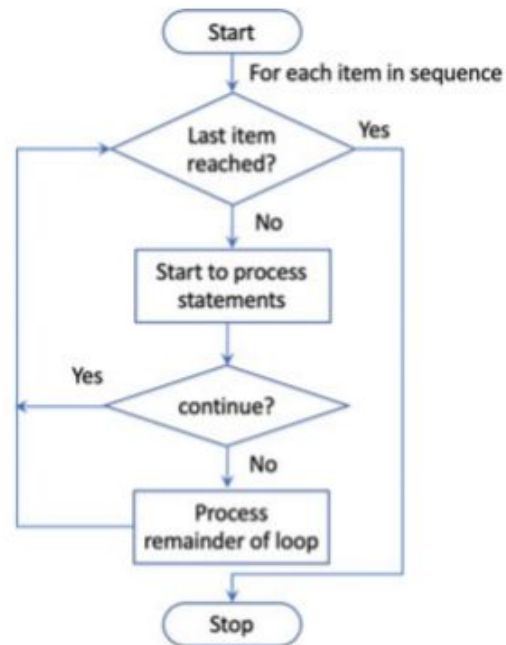 Start
For each item in sequence
Last item
reached?
Yes
No
Start to process
statements
Yes
continue?
No
Process
remainder of loop
Stop